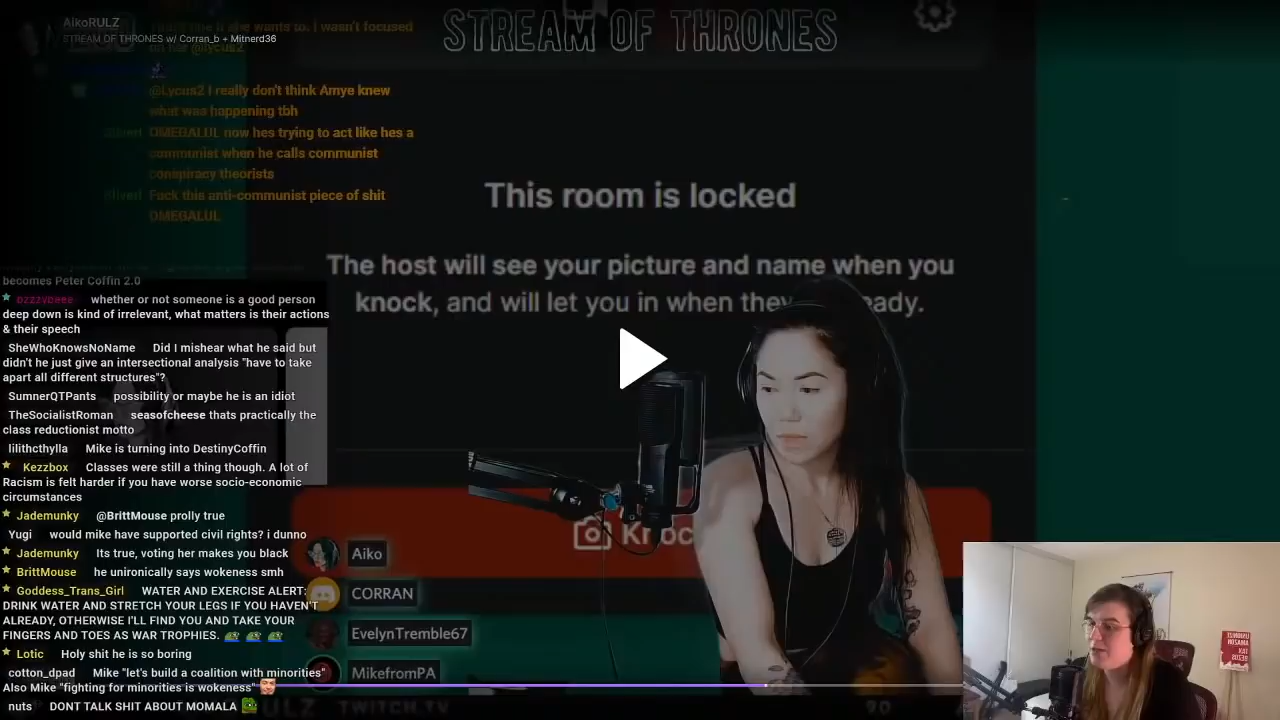 AikoRULZ
STREAM OF THRONES w/ Corran_b + Mitnerd36
STREAM OF THRONES
if she wants to. I wasn't focused
on her @lycus2
@Lycus2 I really don't think Amye knew
what was happening tbh
OMEGALUL now hes trying to act like hes a
communist when he calls communist
conspiracy theorists
Fuck this anti-communist piece of shit
OMEGALUL
This room is locked
The host will see your picture and name when you
knock, and will let you in when they
becomes Peter Coffin 2.0
ozzzybeee whether or not someone is a good person
deep down is kind of irrelevant, what matters is their actions
& their speech
SheWhoKnowsNoName Did I mishear what he said but
didn't he just give an intersectional analysis "have to take
apart all different structures"?
SumnerQTPants possibility or maybe he is an idiot
TheSocialistRoman seasofcheese thats practically the
class reductionist motto
lilithcthylla Mike is turning into DestinyCoffin
Kezzbox Classes were still a thing though. A lot of
Racism is felt harder if you have worse socio-economic
circumstances
Jademunky @BrittMouse prolly true
Yugi would mike have supported civil rights? i dunno
Jademunky Its true, voting her makes you black
BrittMouse he unironically says wokeness smh
Goddess_Trans_Girl WATER AND EXERCISE ALERT:
DRINK WATER AND STRETCH YOUR LEGS IF YOU HAVEN'T
ALREADY, OTHERWISE I'LL FIND YOU AND TAKE YOUR
FINGERS AND TOES AS WAR TROPHIES.
Lotic Holy shit he is so boring
cotton_dpad Mike "let's build a coalition with minorities"
Also Mike "fighting for minorities is wokeness"
nuts DONT TALK SHIT ABOUT MOMALA
Aiko
CORRAN
EvelynTremble67
MikefromPA
TWITCH.TV